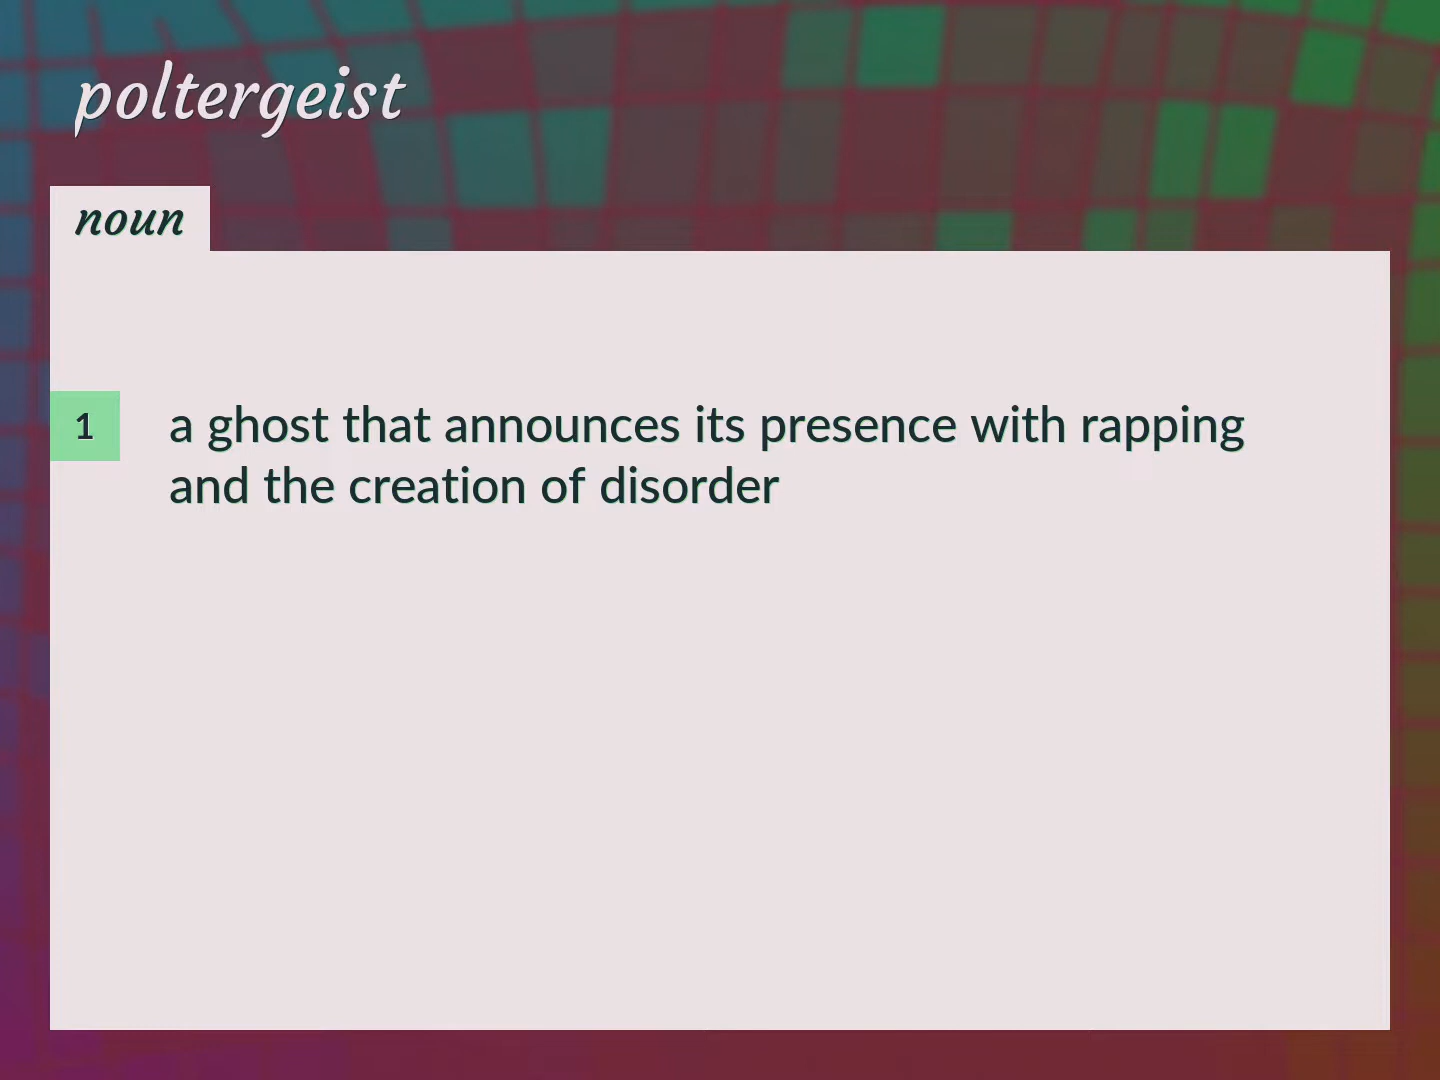 poltergeist
noun
1
a ghost that announces its presence with rapping
and the creation of disorder